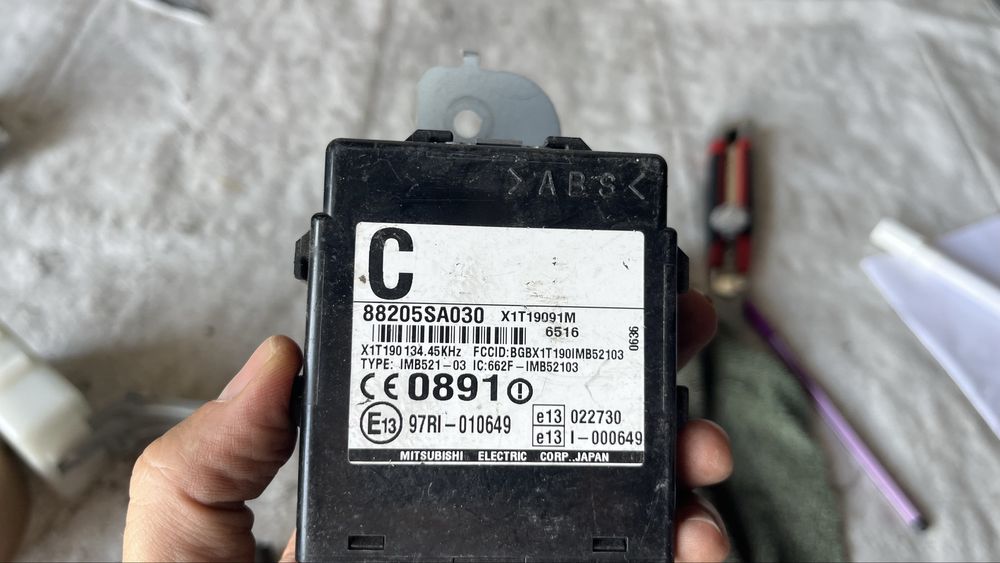 >ABS<
C
88205SA030 X1T19091M
6516
0636
X1T190 134.45KHz FCCID:BGBX1T190IMB52103
TYPE: IMB521-03 IC:662F-IMB52103
CE0891
E13 97RI-010649 e13 022730
e13 I-000649
MITSUBISHI ELECTRIC CORP.JAPAN